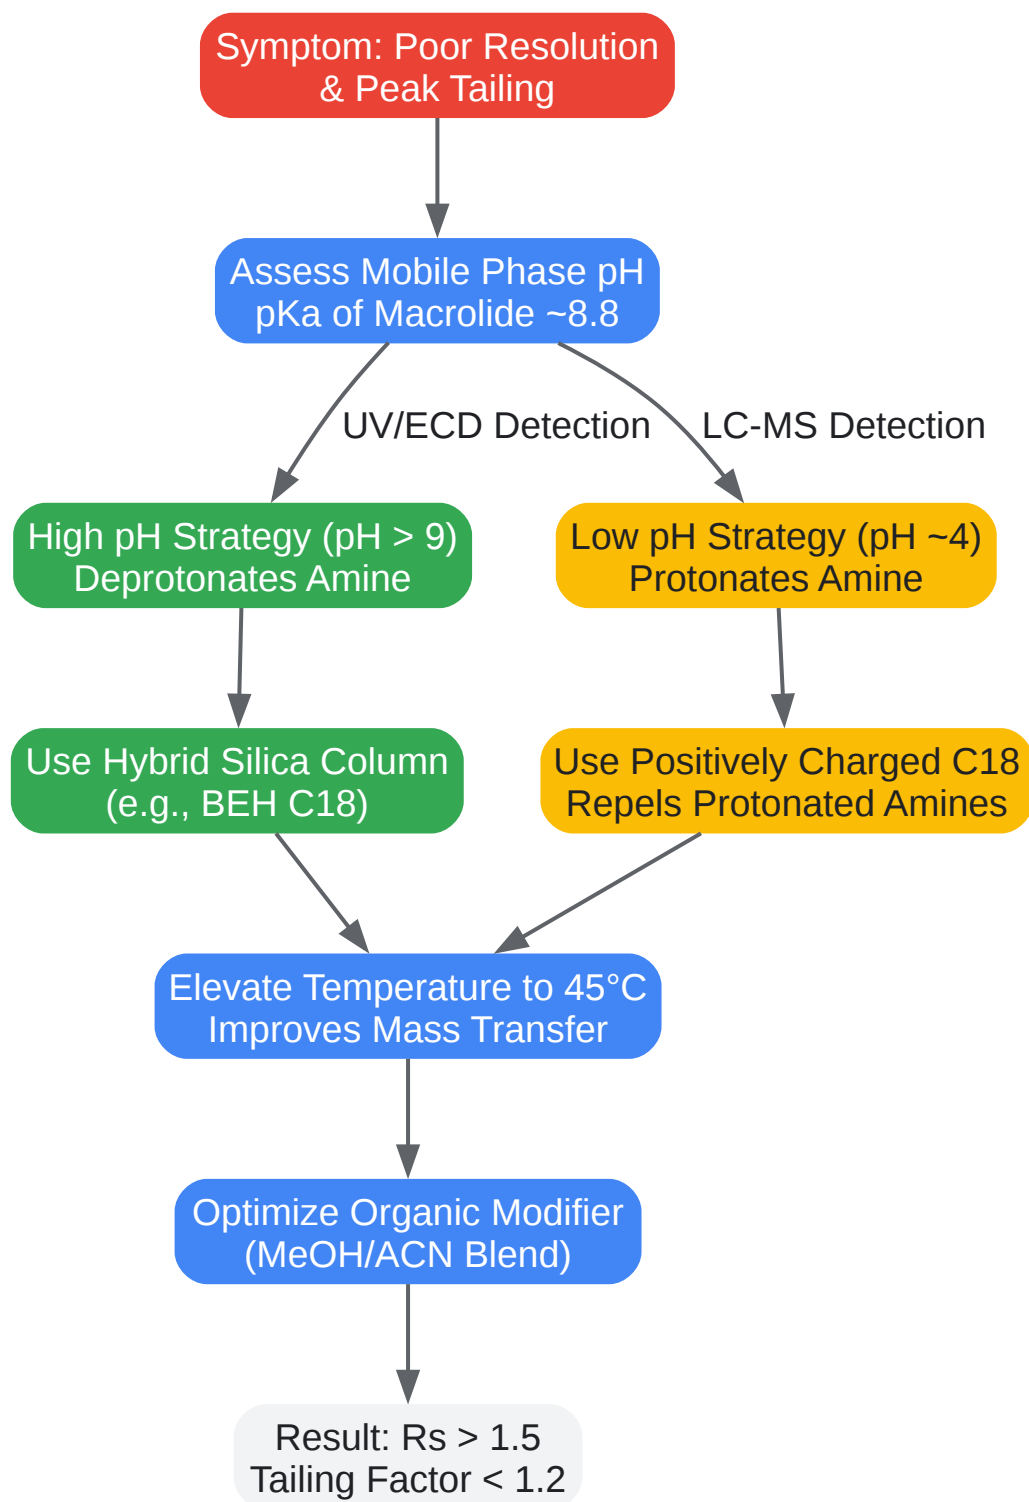 Symptom: Poor Resolution
& Peak Tailing
Assess Mobile Phase pH
pKa of Macrolide ~8.8
UV/ECD Detection
LC-MS Detection
High pH Strategy (pH > 9)
Deprotonates Amine
Low pH Strategy (pH ~4)
Protonates Amine
Use Hybrid Silica Column
(e.g., BEH C18)
Use Positively Charged C18
Repels Protonated Amines
Elevate Temperature to 45°C
Improves Mass Transfer
Optimize Organic Modifier
(MeOH/ACN Blend)
Result: Rs > 1.5
Tailing Factor < 1.2